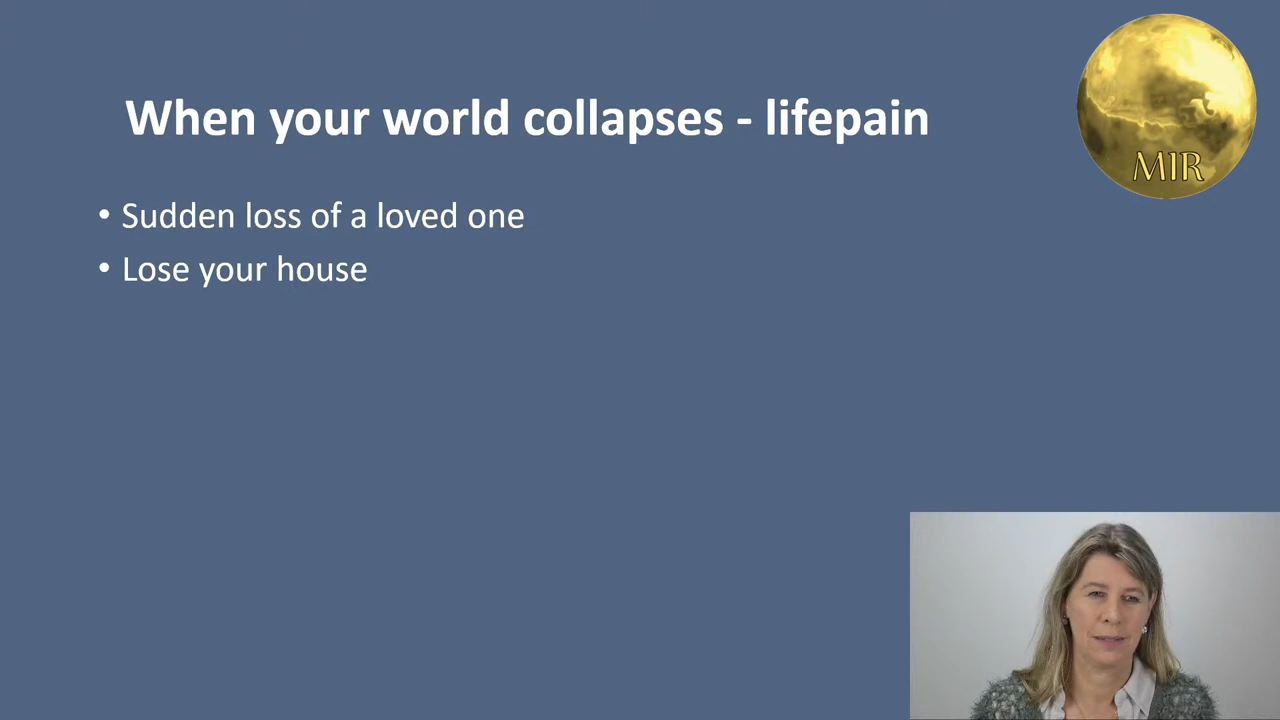 When your world collapses - lifepain
MIR
• Sudden loss of a loved one
• Lose your house